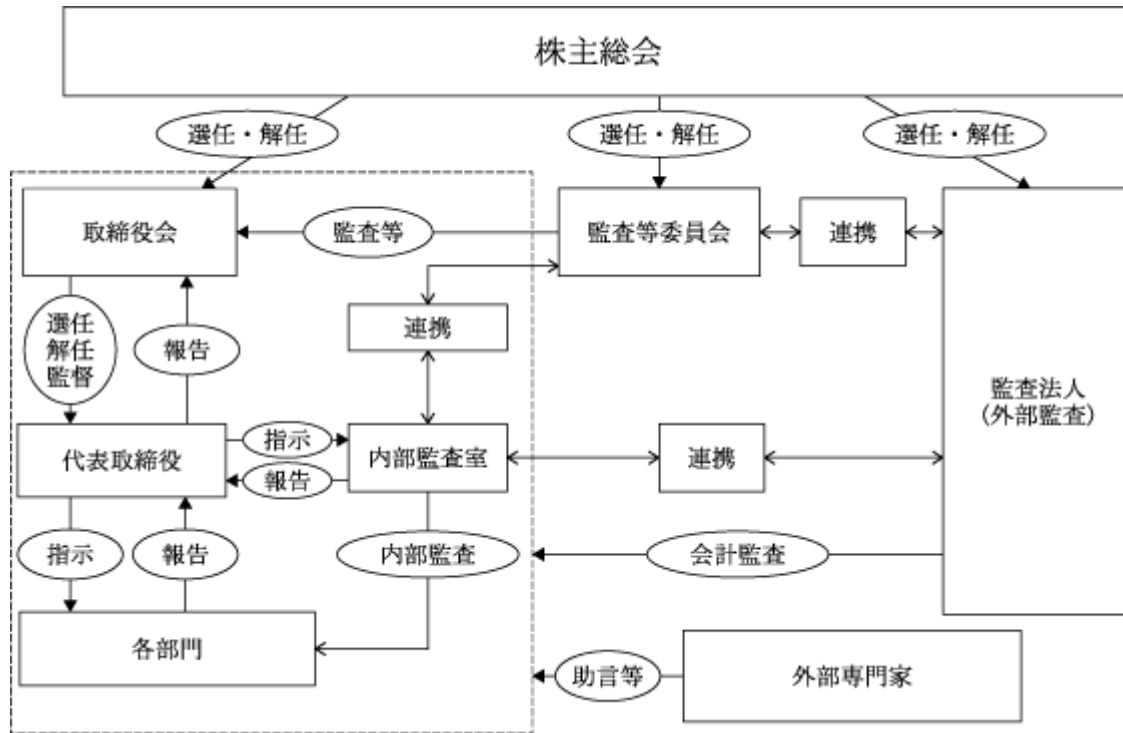 株主総会
選任・解任
選任・解任
選任・解任
取締役会
監査等
監査等委員会
連携
選任
解任
監督
報告
連携
監査法人
(外部監査)
代表取締役
指示
報告
内部監査室
連携
指示
報告
内部監査
会計監査
各部門
助言等
外部専門家